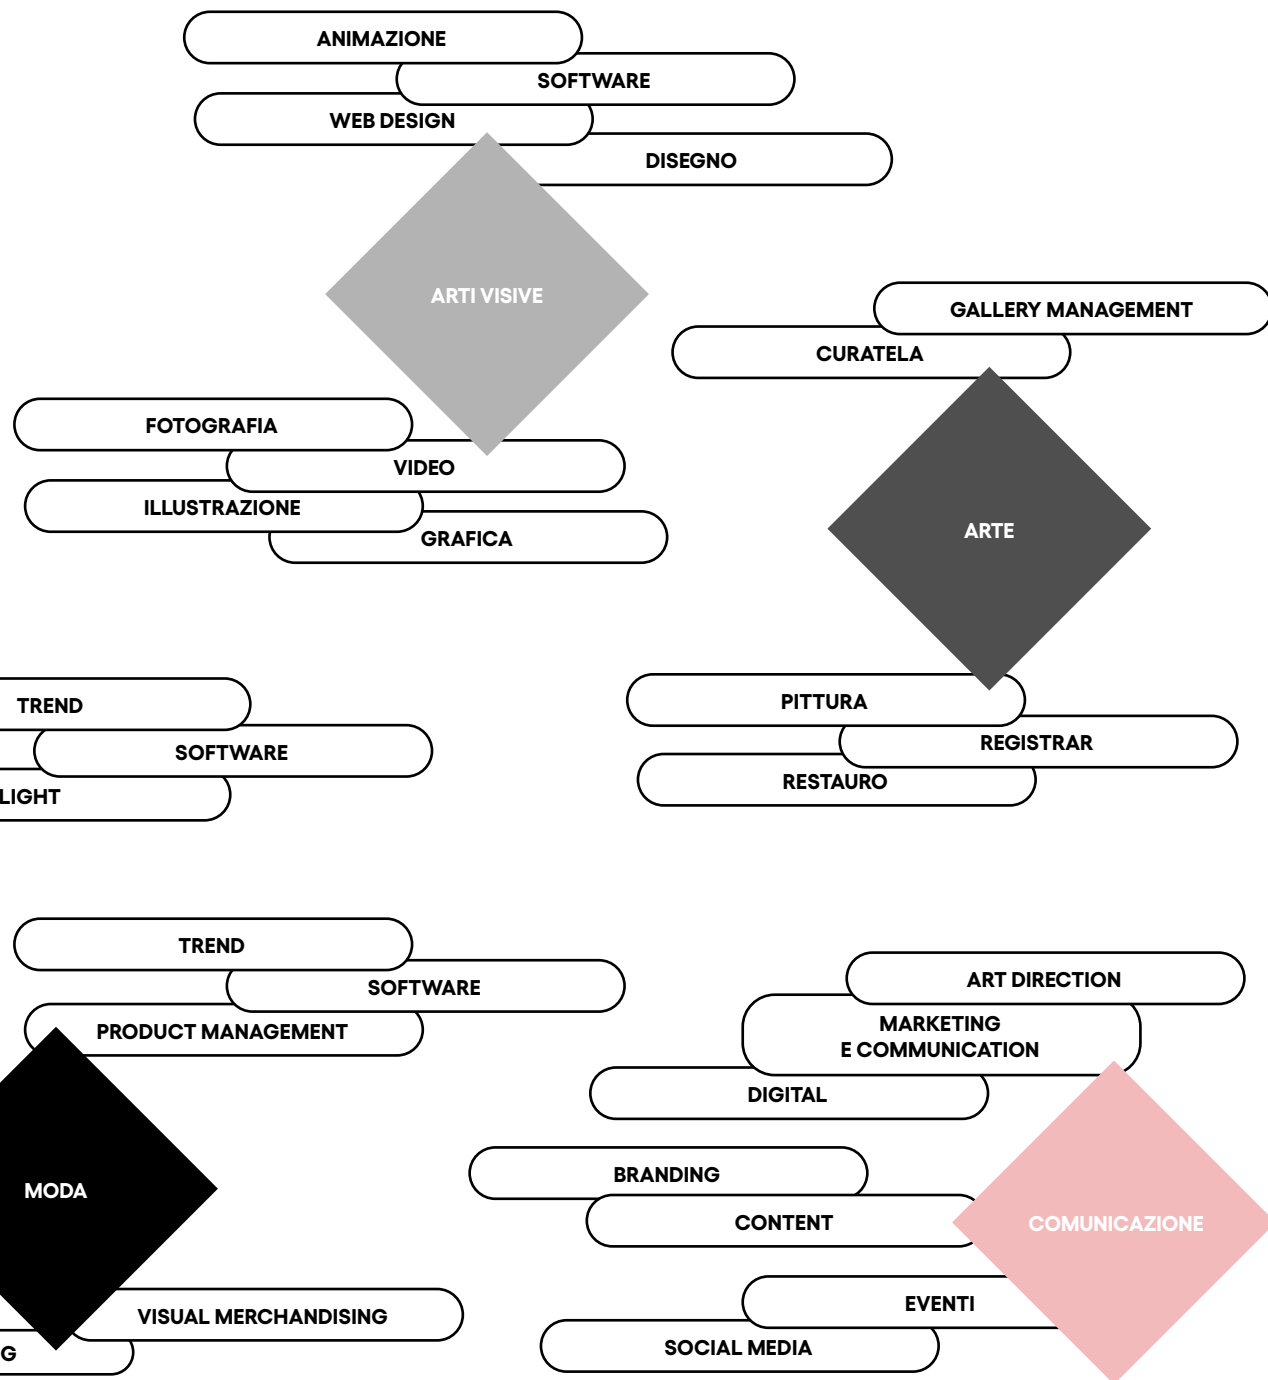 ANIMAZIONE
SOFTWARE
WEB DESIGN
DISEGNO
ARTI VISIVE
GALLERY MANAGEMENT
CURATELA
FOTOGRAFIA
VIDEO
ILLUSTRAZIONE
GRAFICA
ARTE
TREND
SOFTWARE
LIGHT
PITTURA
REGISTRAR
RESTAURO
TREND
SOFTWARE
PRODUCT MANAGEMENT
MODA
VISUAL MERCHANDISING
G
ART DIRECTION
MARKETING
E COMMUNICATION
DIGITAL
BRANDING
CONTENT
COMUNICAZIONE
EVENTI
SOCIAL MEDIA